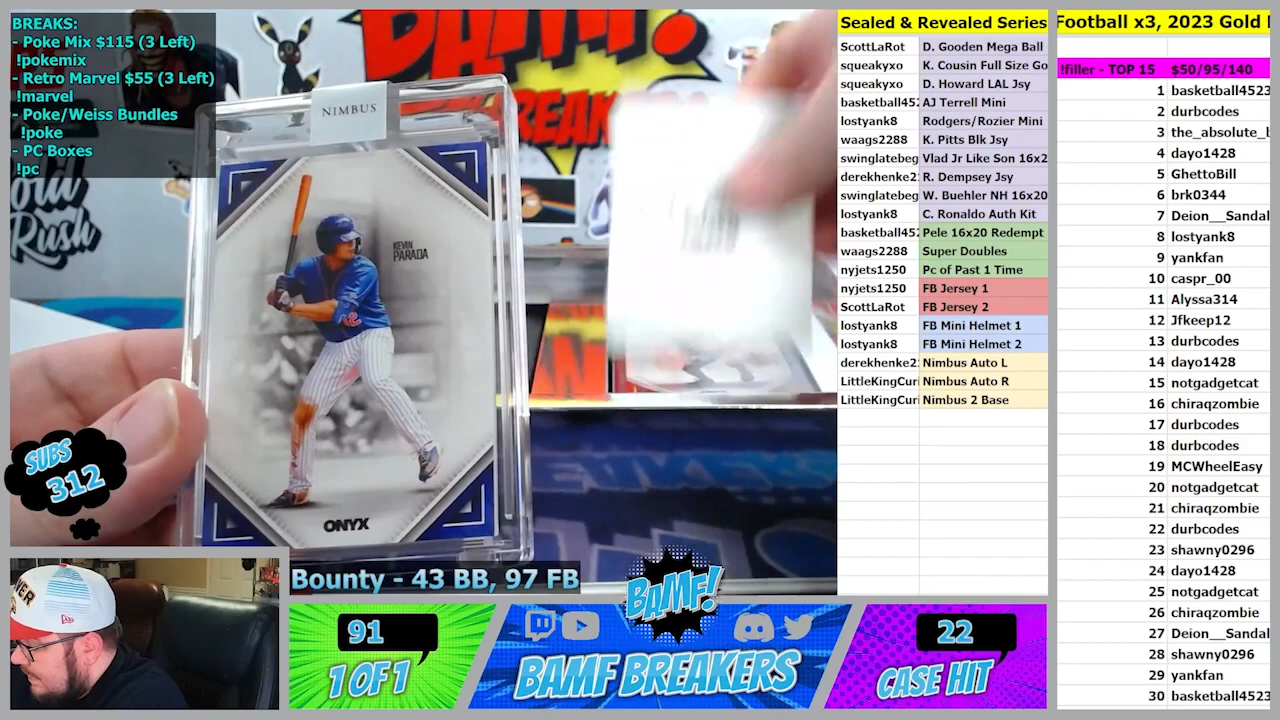 BREAKS:
- Poke Mix $115 (3 Left)
!pokemix
- Retro Marvel $55 (3 Left)
!marvel
- Poke/Weiss Bundles
!poke
- PC Boxes
!pc
Gold
Rush
NIMBUS
KEVIN
PARADA
ONYX
SUBS
312
Bounty - 43 BB, 97 FB
91
1 OF 1
BAMF!
BAMF BREAKERS
22
CASE HIT
Sealed & Revealed Series
ScottLaRot D. Gooden Mega Ball
squeakyxo K. Cousin Full Size Go
squeakyxo D. Howard LAL Jsy
basketball452 AJ Terrell Mini
lostyank8 Rodgers/Rozier Mini
waags2288 K. Pitts Blk Jsy
swinglatebeg Vlad Jr Like Son 16x2
derekhenke2 R. Dempsey Jsy
swinglatebeg W. Buehler NH 16x20
lostyank8 C. Ronaldo Auth Kit
basketball452 Pele 16x20 Redempt
waags2288 Super Doubles
nyjets1250 Pc of Past 1 Time
nyjets1250 FB Jersey 1
ScottLaRot FB Jersey 2
lostyank8 FB Mini Helmet 1
lostyank8 FB Mini Helmet 2
derekhenke2 Nimbus Auto L
LittleKingCuri Nimbus Auto R
LittleKingCuri Nimbus 2 Base
Football x3, 2023 Gold
!filler - TOP 15 $50/95/140
1 basketball4523
2 durbcodes
3 the_absolute_b
4 dayo1428
5 GhettoBill
6 brk0344
7 Deion__Sandal
8 lostyank8
9 yankfan
10 caspr_00
11 Alyssa314
12 Jfkeep12
13 durbcodes
14 dayo1428
15 notgadgetcat
16 chiraqzombie
17 durbcodes
18 durbcodes
19 MCWheelEasy
20 notgadgetcat
21 chiraqzombie
22 durbcodes
23 shawny0296
24 dayo1428
25 notgadgetcat
26 chiraqzombie
27 Deion__Sandal
28 shawny0296
29 yankfan
30 basketball4523